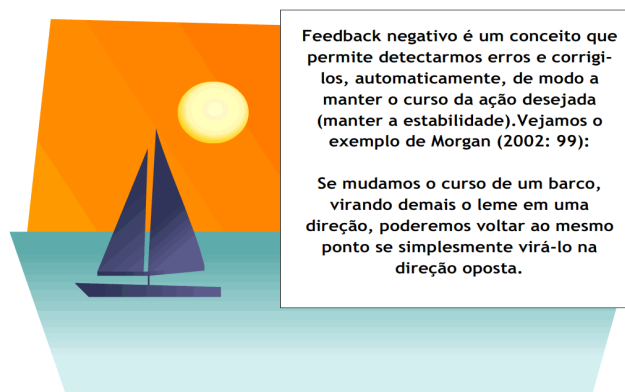 Feedback negativo é um conceito que
permite detectarmos erros e corrigi-
los, automaticamente, de modo a
manter o curso da ação desejada
(manter a estabilidade).Vejamos o
exemplo de Morgan (2002: 99):
Se mudamos o curso de um barco,
virando demais o leme em uma
direção, poderemos voltar ao mesmo
ponto se simplesmente virá-lo na
direção oposta.